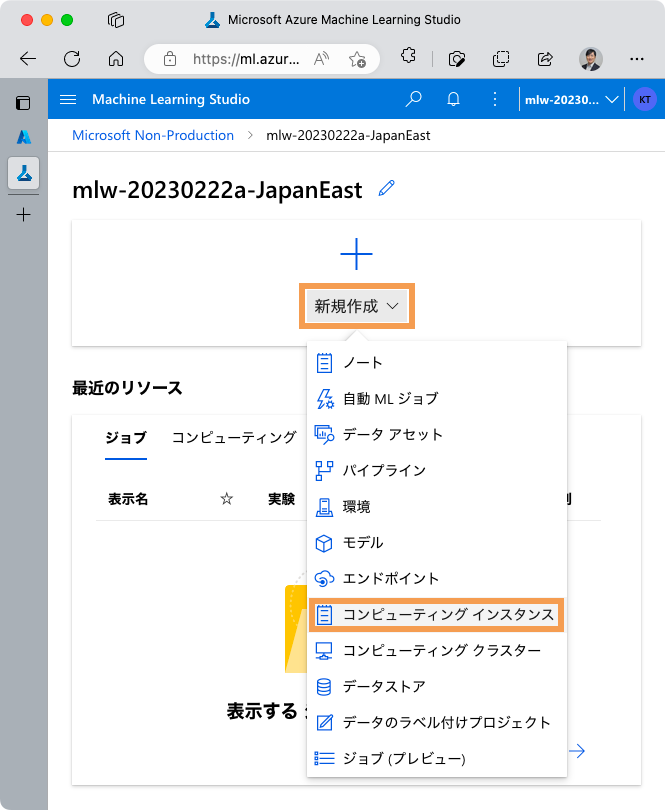 Microsoft Azure Machine Learning Studio
https://ml.azur...
Machine Learning Studio
mlw-20230...
KT
Microsoft Non-Production > mlw-20230222a-JapanEast
mlw-20230222a-JapanEast
新規作成
ノート
自動 ML ジョブ
データ アセット
パイプライン
環境
モデル
エンドポイント
コンピューティング インスタンス
コンピューティング クラスター
データストア
データのラベル付けプロジェクト
ジョブ (プレビュー)
最近のリソース
ジョブ コンピューティング
表示名 ☆ 実験
表示する